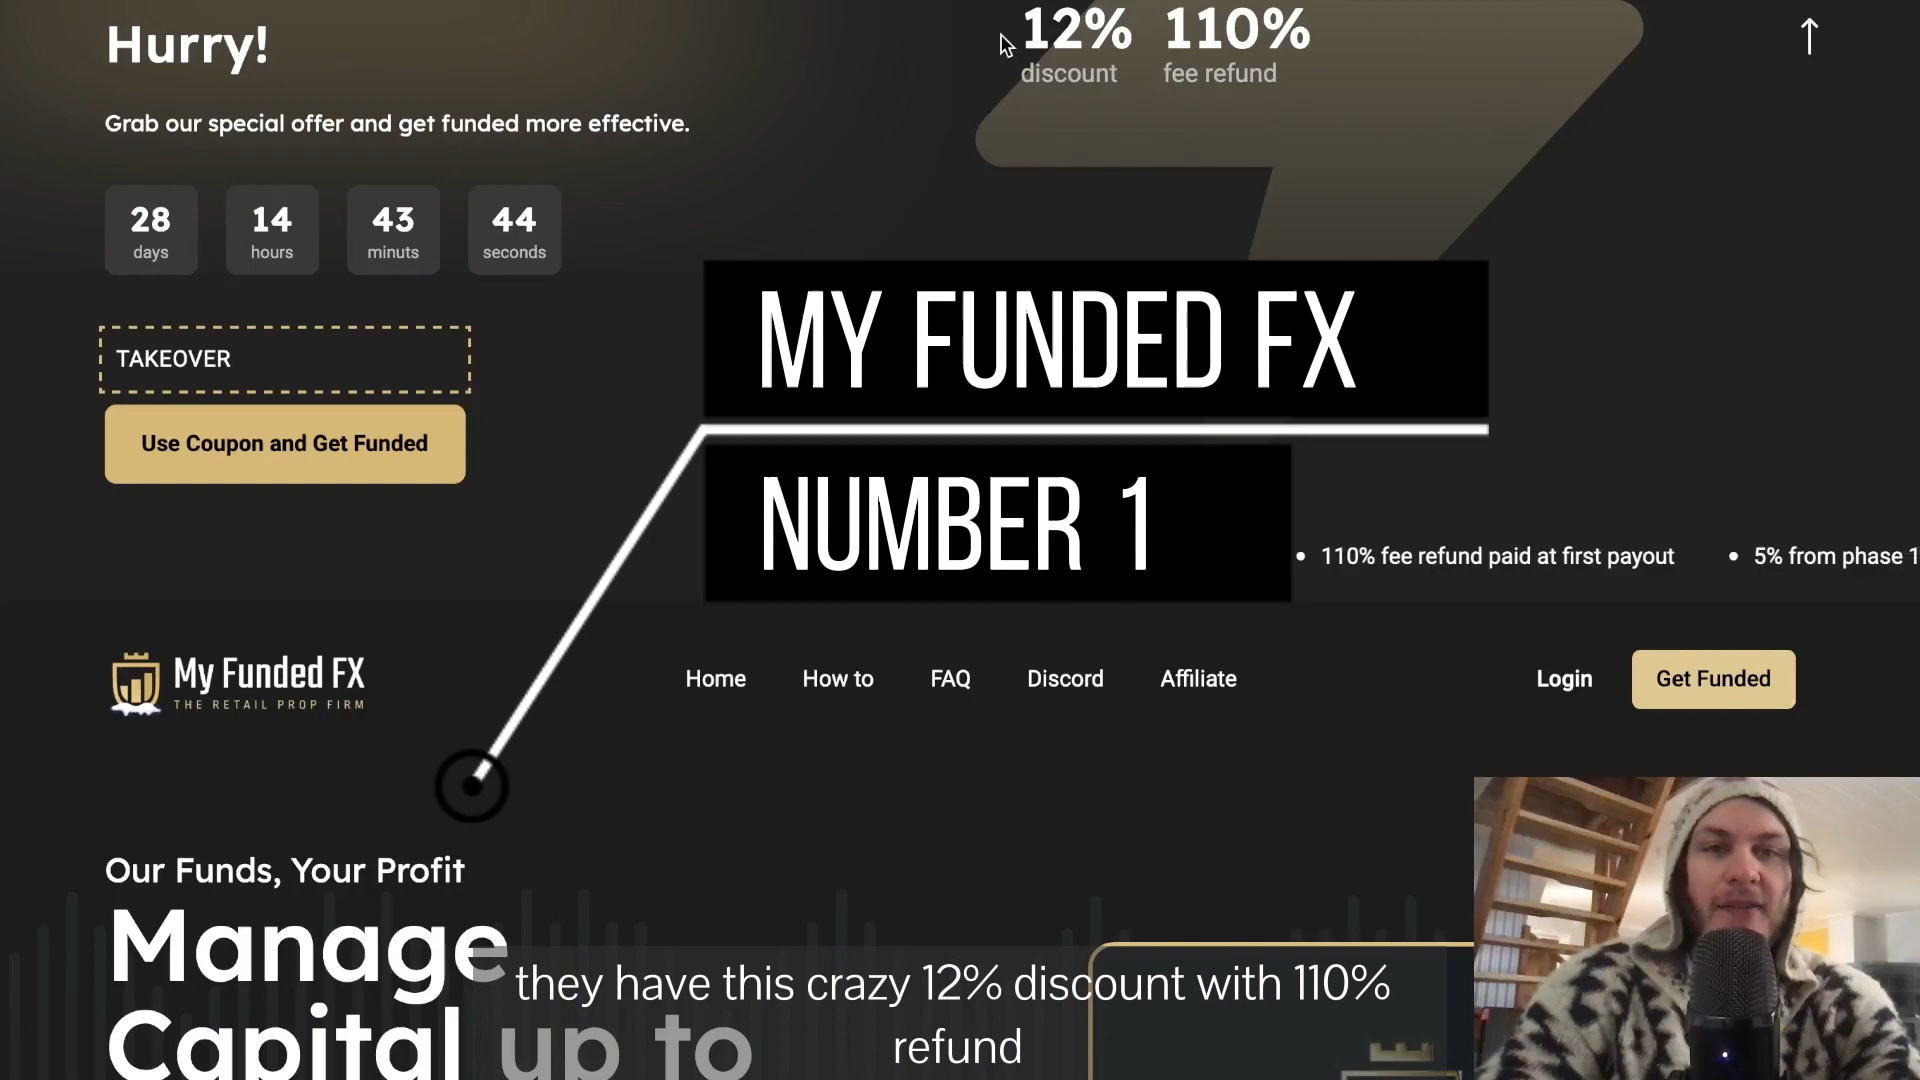 Hurry!
12% 110%
discount fee refund
Grab our special offer and get funded more effective.
28 14 43 44
days hours minuts seconds
MY FUNDED FX
TAKEOVER
Use Coupon and Get Funded
NUMBER 1
• 110% fee refund paid at first payout • 5% from phase 1
My Funded FX
THE RETAIL PROP FIRM
Home How to FAQ Discord Affiliate Login Get Funded
Our Funds, Your Profit
Manage
Capital up to
they have this crazy 12% discount with 110%
refund